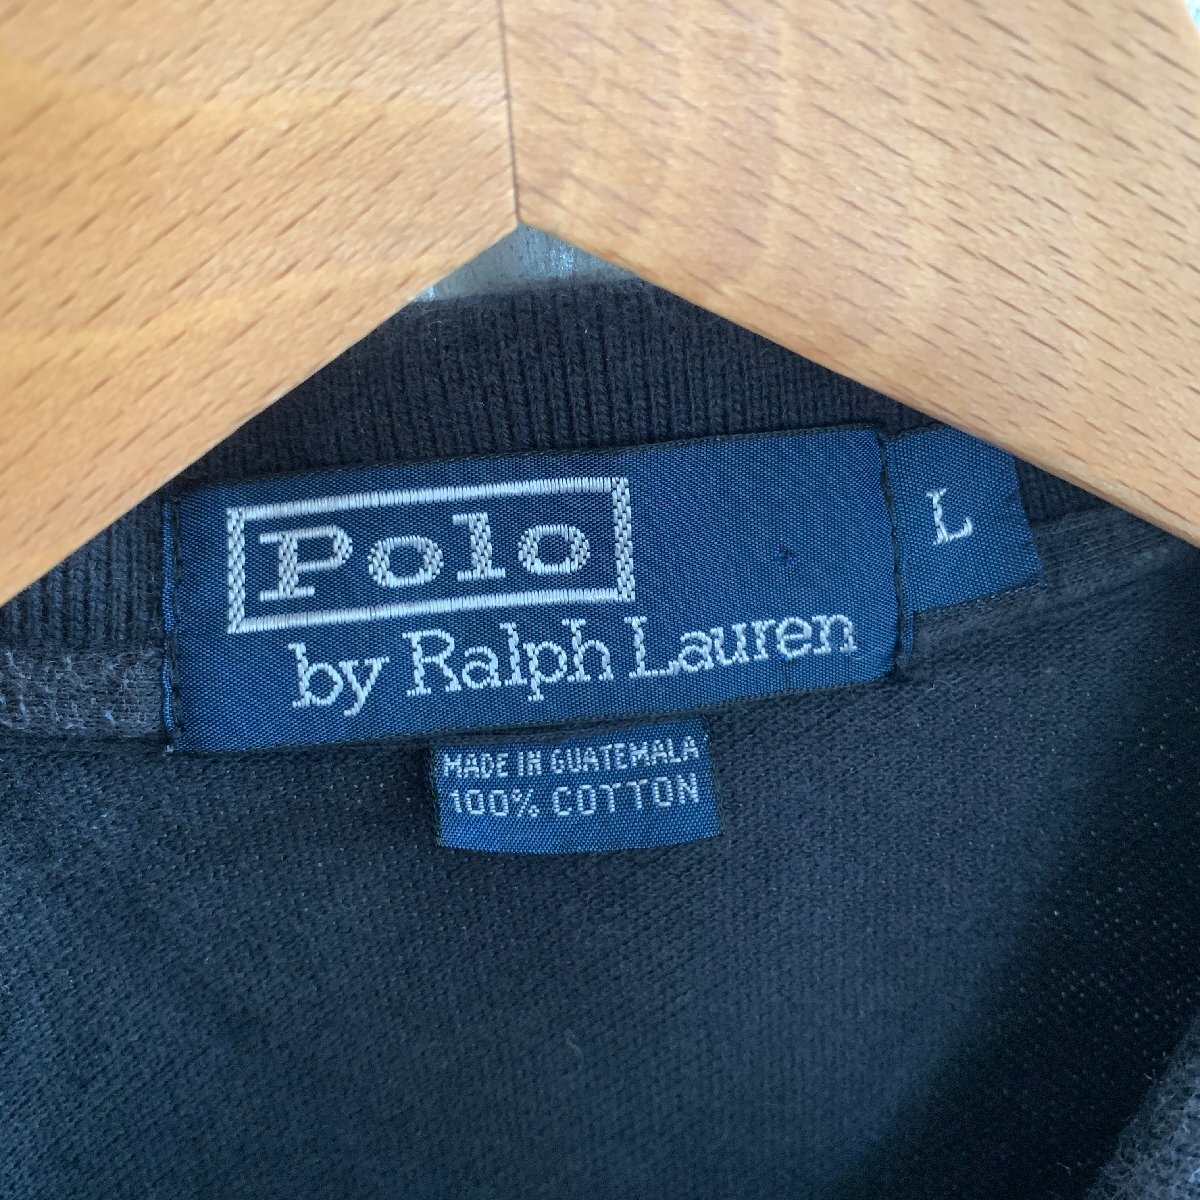 Polo
by Ralph Lauren
L
MADE IN GUATEMALA
100% COTTON